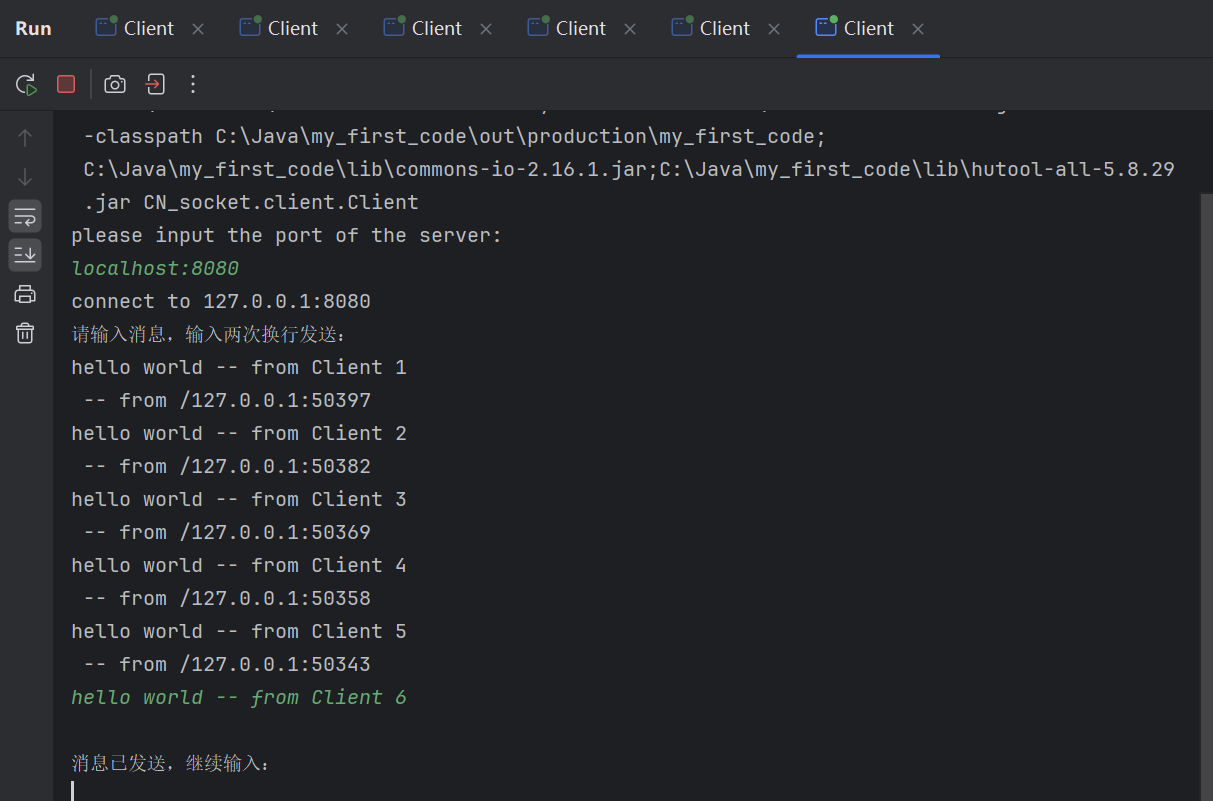 Run Client Client Client Client Client Client
-classpath C:\Java\my_first_code\out\production\my_first_code;
C:\Java\my_first_code\lib\commons-io-2.16.1.jar;C:\Java\my_first_code\lib\hutool-all-5.8.29
.jar CN_socket.client.Client
please input the port of the server:
localhost:8080
connect to 127.0.0.1:8080
请输入消息，输入两次换行发送：
hello world -- from Client 1
-- from /127.0.0.1:50397
hello world -- from Client 2
-- from /127.0.0.1:50382
hello world -- from Client 3
-- from /127.0.0.1:50369
hello world -- from Client 4
-- from /127.0.0.1:50358
hello world -- from Client 5
-- from /127.0.0.1:50343
hello world -- from Client 6
消息已发送，继续输入：